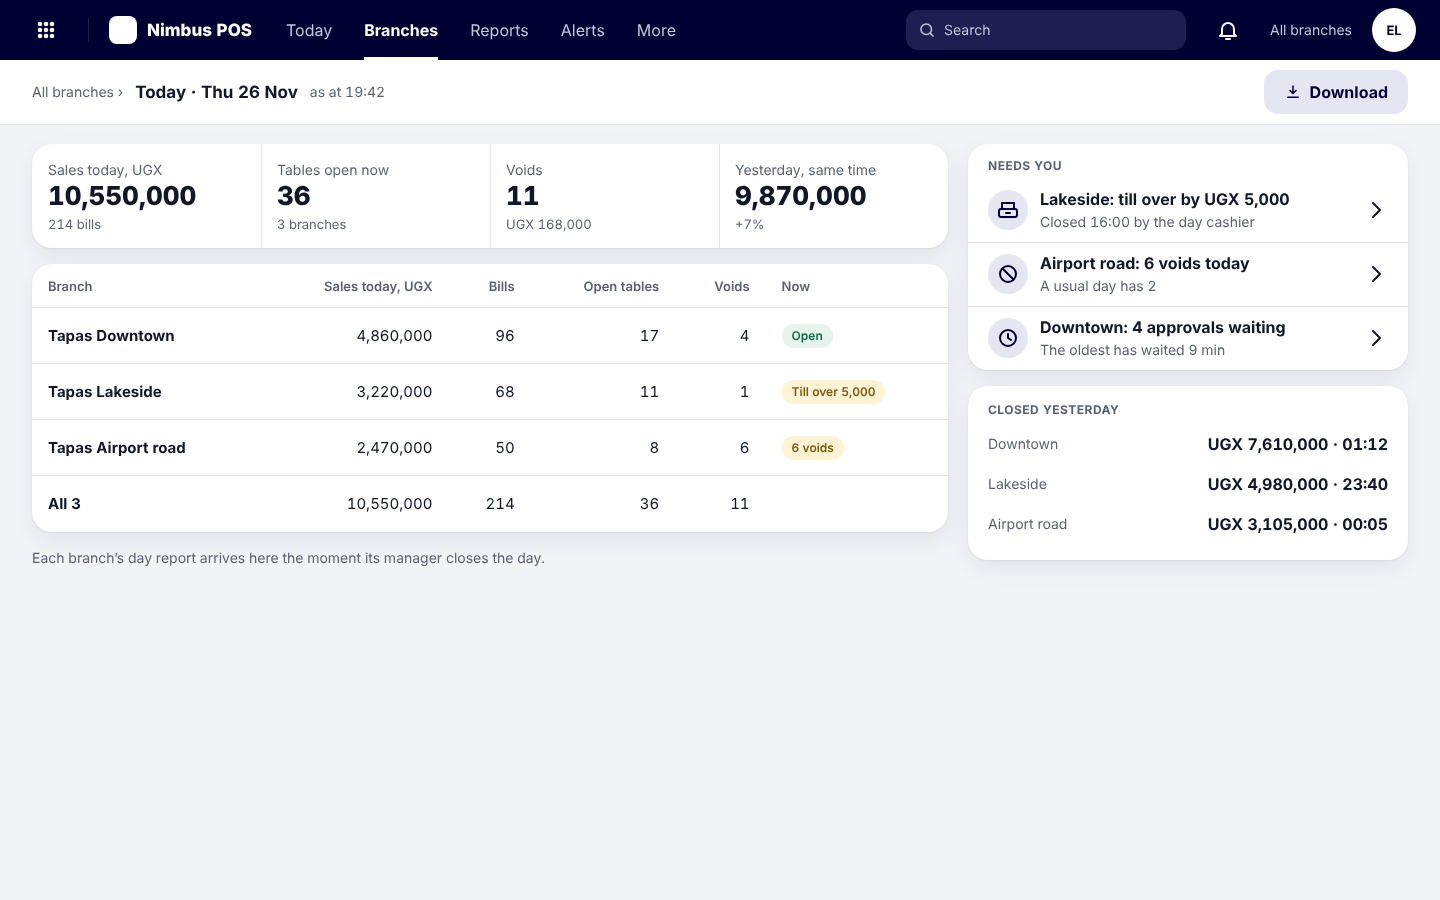 Nimbus POS Today Branches Reports Alerts More Search All branches EL
All branches › Today · Thu 26 Nov as at 19:42 Download
Sales today, UGX
10,550,000
214 bills
Tables open now
36
3 branches
Voids
11
UGX 168,000
Yesterday, same time
9,870,000
+7%
Branch Sales today, UGX Bills Open tables Voids Now
Tapas Downtown 4,860,000 96 17 4 Open
Tapas Lakeside 3,220,000 68 11 1 Till over 5,000
Tapas Airport road 2,470,000 50 8 6 6 voids
All 3 10,550,000 214 36 11
Each branch’s day report arrives here the moment its manager closes the day.
NEEDS YOU
Lakeside: till over by UGX 5,000
Closed 16:00 by the day cashier
Airport road: 6 voids today
A usual day has 2
Downtown: 4 approvals waiting
The oldest has waited 9 min
CLOSED YESTERDAY
Downtown UGX 7,610,000 · 01:12
Lakeside UGX 4,980,000 · 23:40
Airport road UGX 3,105,000 · 00:05